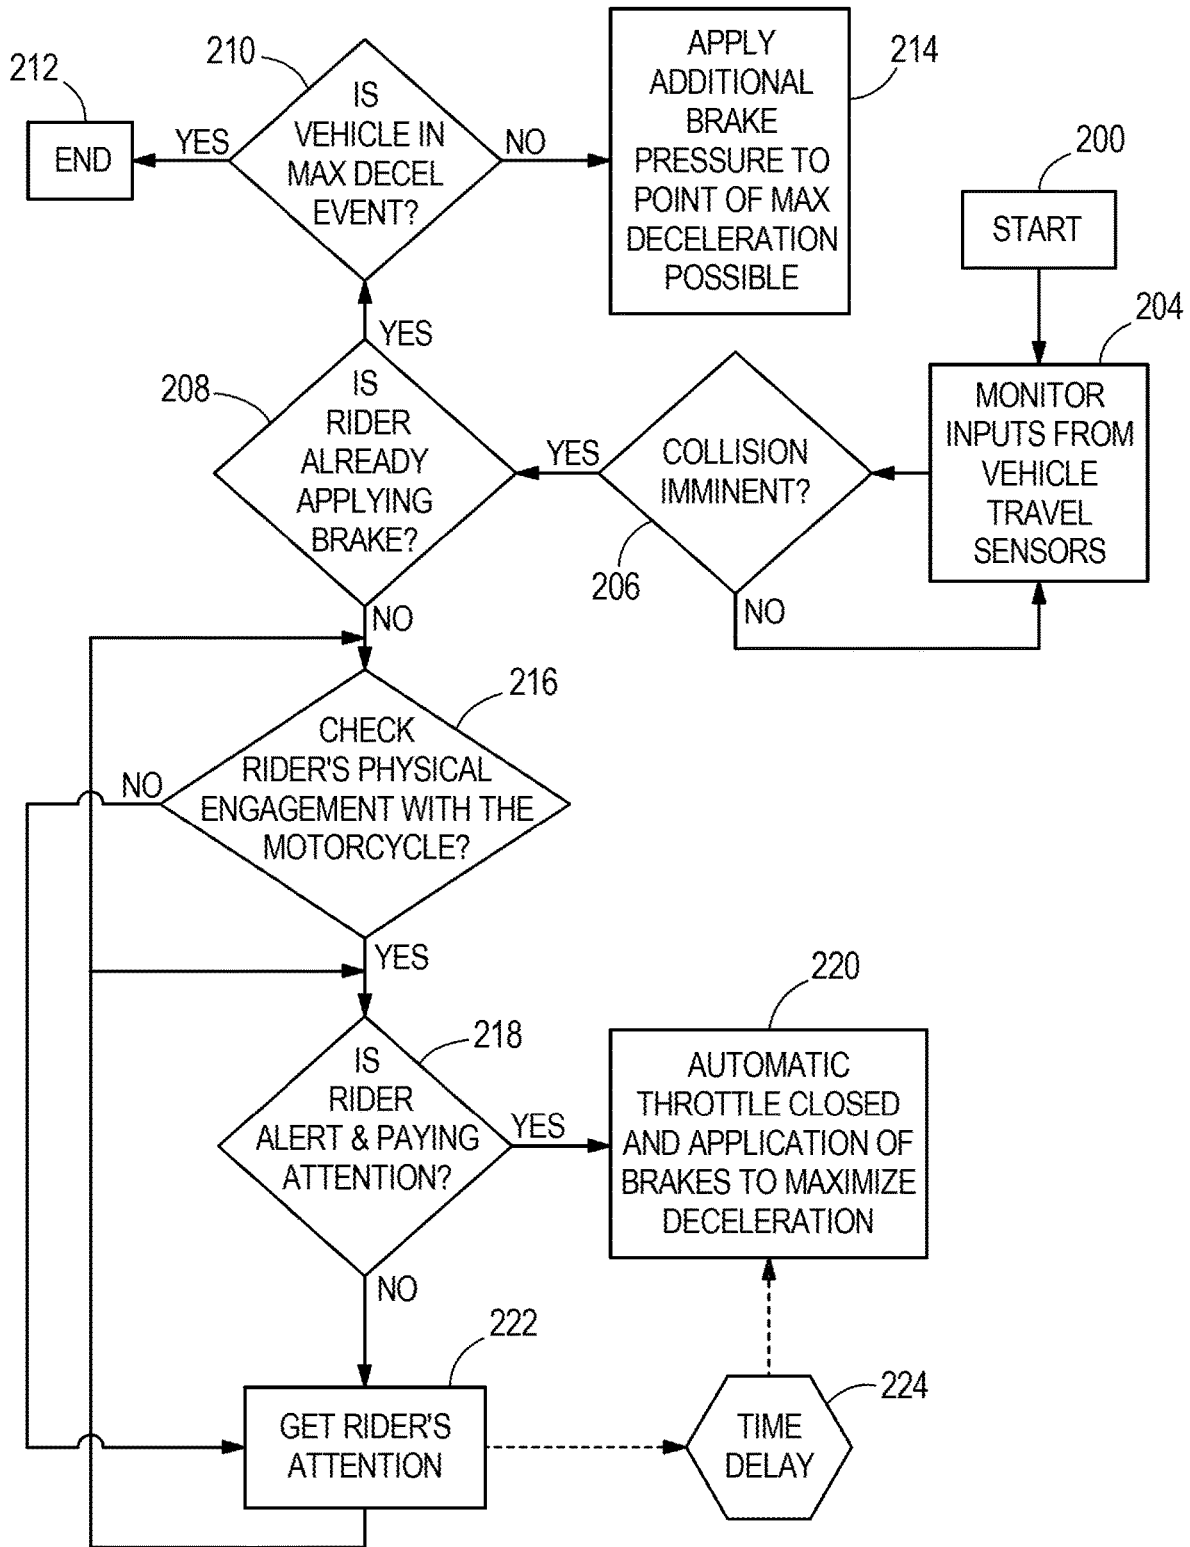 210
212
IS
VEHICLE IN
MAX DECEL
EVENT?
YES
NO
END
APPLY
ADDITIONAL
BRAKE
PRESSURE TO
POINT OF MAX
DECELERATION
POSSIBLE
214
200
START
204
MONITOR
INPUTS FROM
VEHICLE
TRAVEL
SENSORS
COLLISION
IMMINENT?
206
YES
NO
YES
208
IS
RIDER
ALREADY
APPLYING
BRAKE?
NO
216
CHECK
RIDER'S PHYSICAL
ENGAGEMENT WITH THE
MOTORCYCLE?
NO
YES
218
IS
RIDER
ALERT & PAYING
ATTENTION?
YES
220
AUTOMATIC
THROTTLE CLOSED
AND APPLICATION OF
BRAKES TO MAXIMIZE
DECELERATION
NO
222
GET RIDER'S
ATTENTION
224
TIME
DELAY